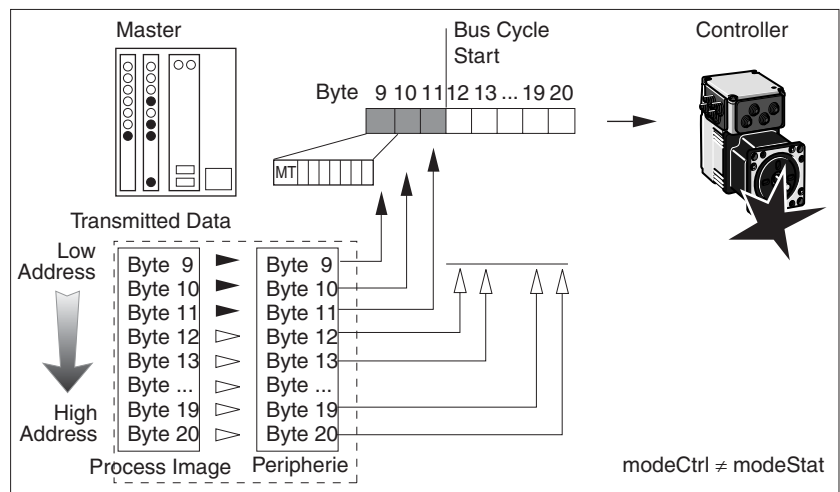 Master
Bus Cycle
Start
Controller
Byte 9 10 11 12 13 ... 19 20
MT
Transmitted Data
Low
Address
High
Address
Byte 9
Byte 10
Byte 11
Byte 12
Byte 13
Byte ...
Byte 19
Byte 20
Process Image
Byte 9
Byte 10
Byte 11
Byte 12
Byte 13
Byte ...
Byte 19
Byte 20
Peripherie
modeCtrl ≠ modeStat